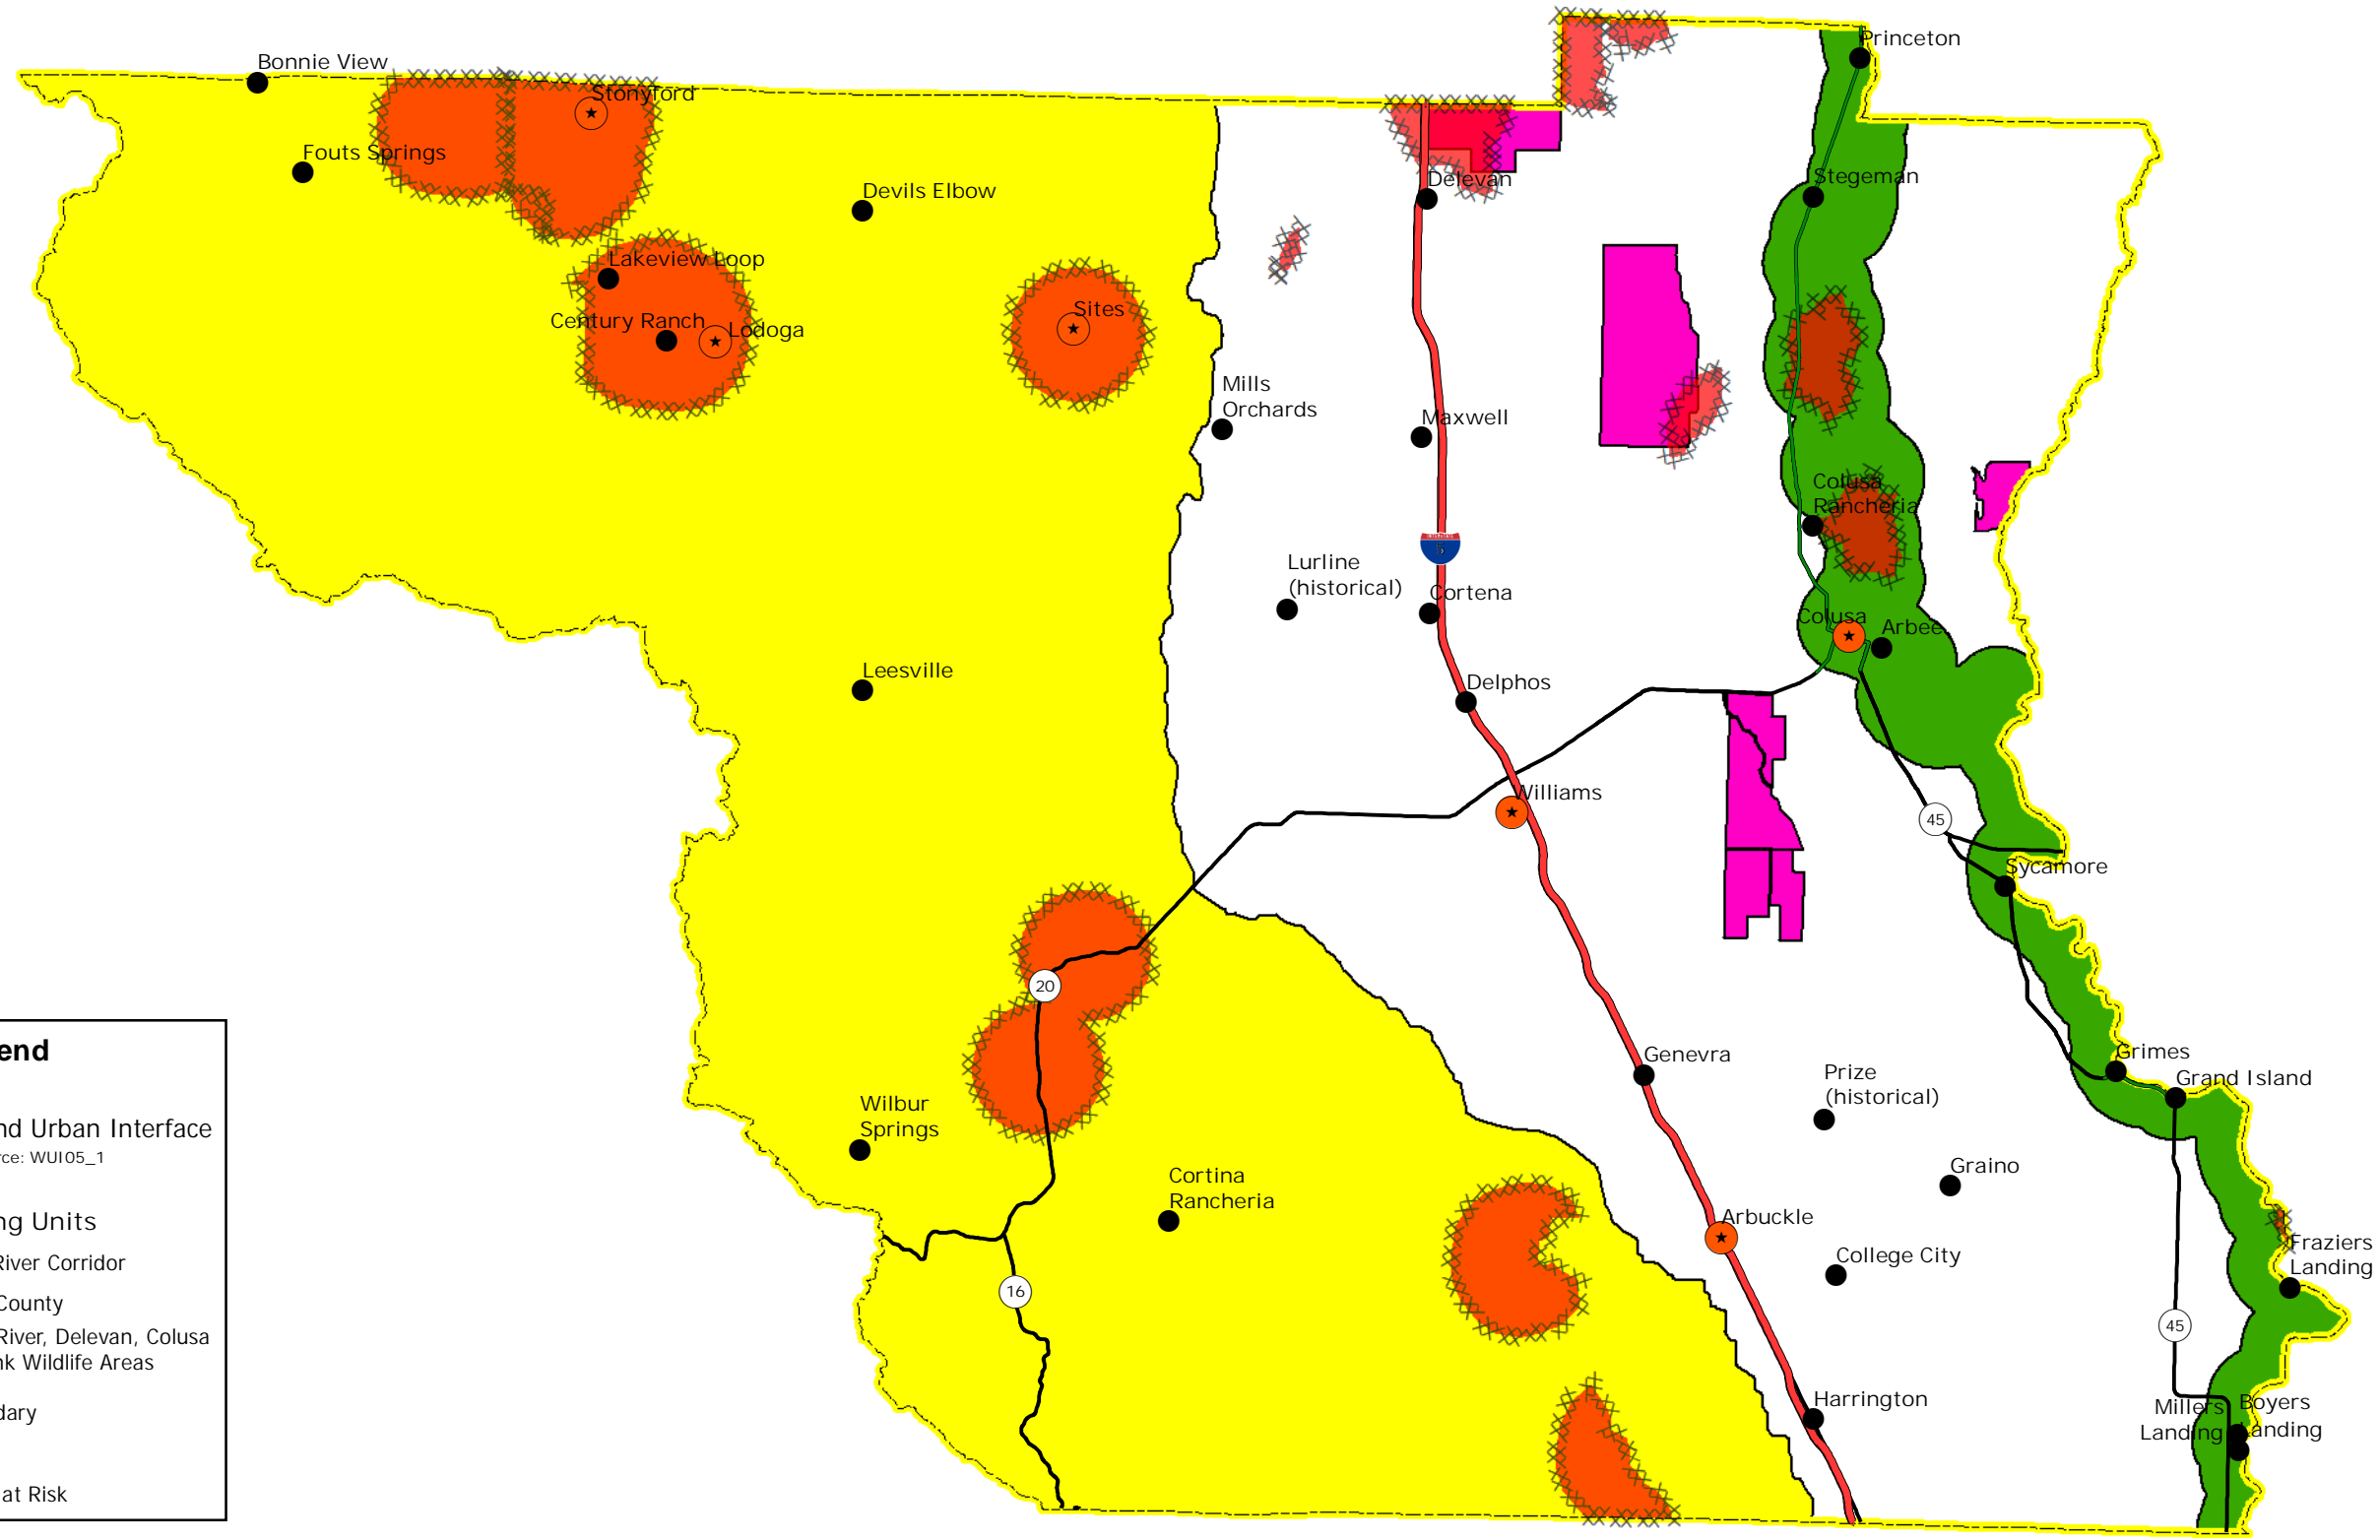 Princeton
Bonnie View
Stonyford
Fouts Springs
Delevan
Stegeman
Devils Elbow
Lakeview Loop
Sites
Century Ranch
Lodoga
Mills
Orchards
Maxwell
Colusa
Rancheria
5
Lurline
(historical)
Cortena
Colusa
Arbee
Leesville
Delphos
Williams
45
Sycamore
20
end
nd Urban Interface
rce: WUI05_1
ng Units
River Corridor
County
River, Delevan, Colusa
nk Wildlife Areas
dary
at Risk
Genevra
Prize
(historical)
Grimes
Grand Island
Wilbur
Springs
Cortina
Rancheria
Graino
Arbuckle
College City
Fraziers
Landing
16
45
Harrington
Millers
Landing
Boyers
Landing